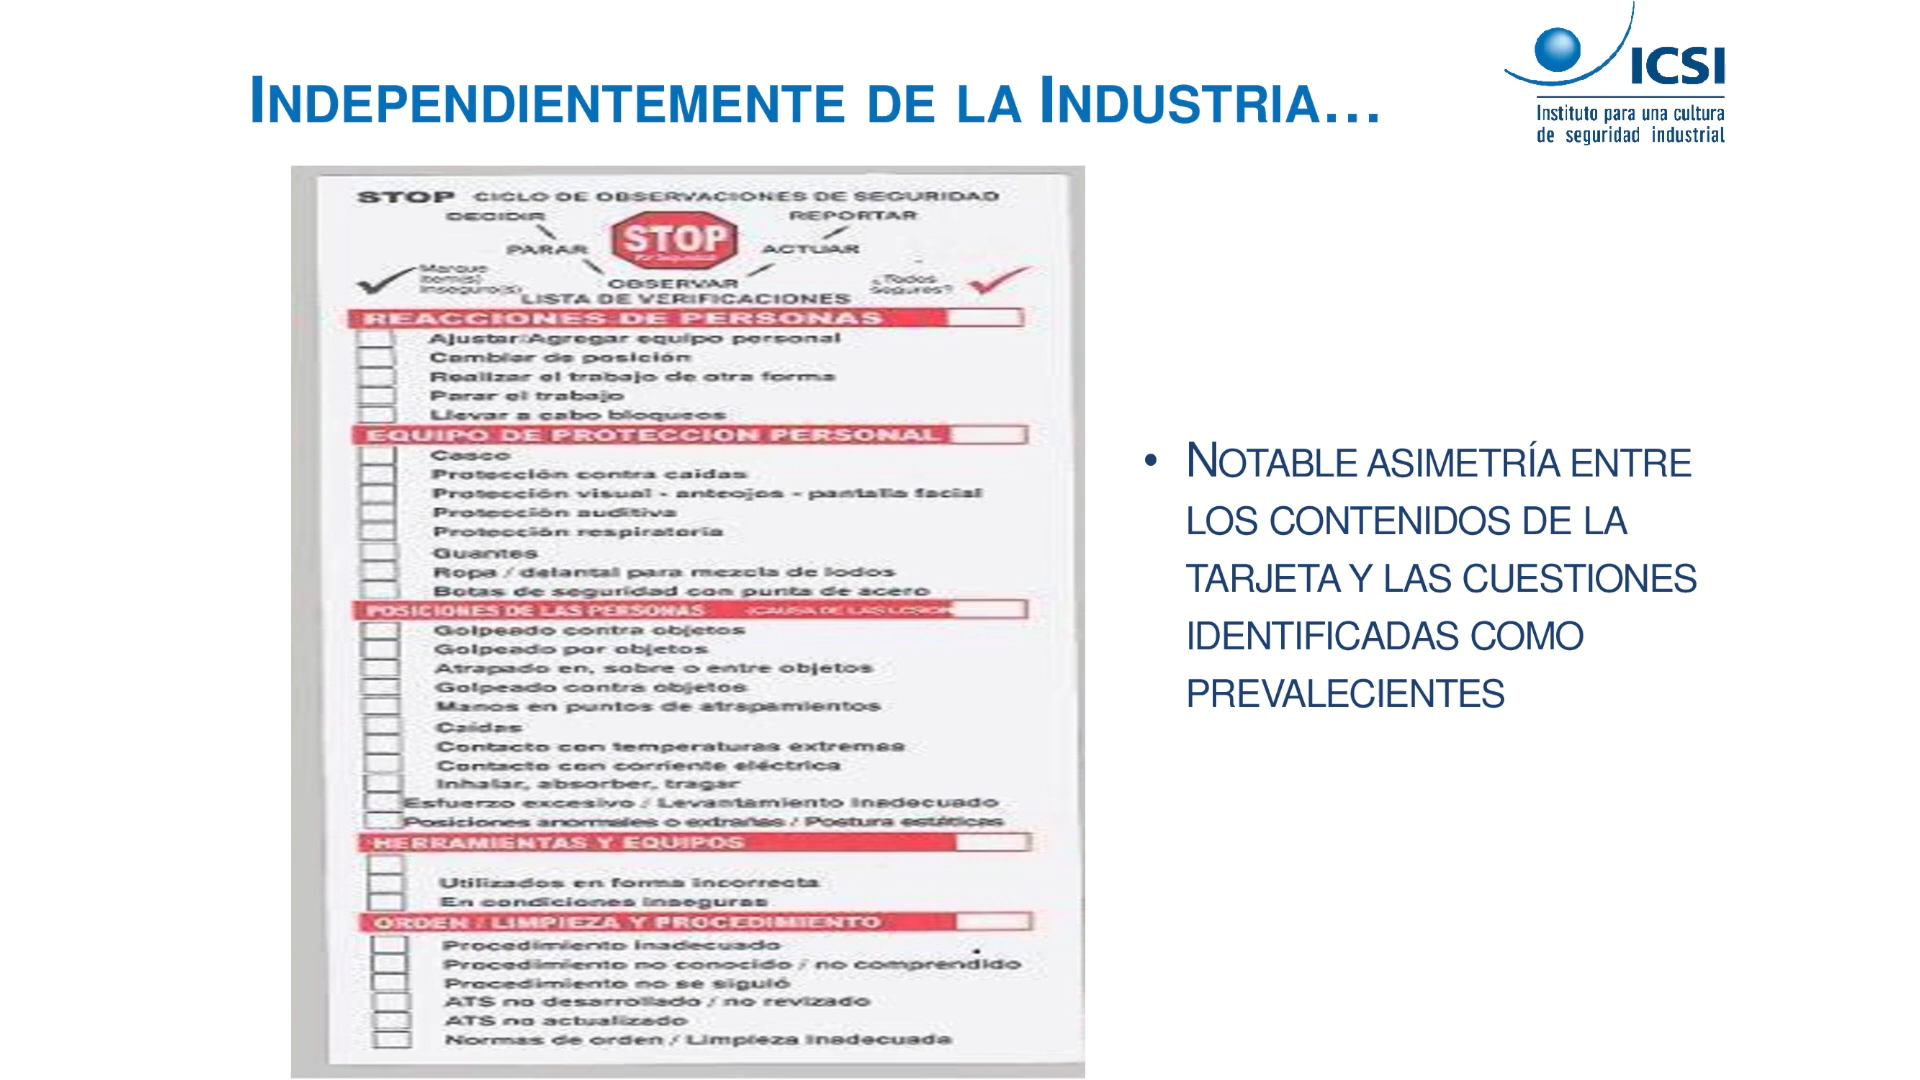 INDEPENDIENTEMENTE DE LA INDUSTRIA...
ICSI
Instituto para una cultura
de seguridad industrial
STOP CICLO DE OBSERVACIONES DE SEGURIDAD
DECIDIR
REPORTAR
PARAR
STOP
ACTUAR
Marque
Item(s)
Inseguro(s)
OBSERVAR
¿Todos
Seguros?
LISTA DE VERIFICACIONES
REACCIONES DE PERSONAS
Ajustar/Agregar equipo personal
Cambiar de posición
Realizar el trabajo de otra forma
Parar el trabajo
Llevar a cabo bloqueos
EQUIPO DE PROTECCION PERSONAL
Casco
Protección contra caidas
Protección visual - anteojos - pantalla facial
Protección auditiva
Protección respiratoria
Guantes
Ropa / delantal para mezcla de lodos
Botas de seguridad con punta de acero
POSICIONES DE LAS PERSONAS (CAUSA DE LAS LESION
Golpeado contra objetos
Golpeado por objetos
Atrapado en, sobre o entre objetos
Golpeado contra objetos
Manos en puntos de atrapamientos
Caídas
Contacto con temperaturas extremas
Contacto con corriente eléctrica
Inhalar, absorber, tragar
Esfuerzo excesivo / Levantamiento Inadecuado
Posiciones anormales o extrañas / Postura estáticas
HERRAMIENTAS Y EQUIPOS
Utilizados en forma incorrecta
En condiciones inseguras
ORDEN / LIMPIEZA Y PROCEDIMIENTO
Procedimiento inadecuado
Procedimiento no conocido / no comprendido
Procedimiento no se siguió
ATS no desarrollado / no revizado
ATS no actualizado
Normas de orden / Limpieza Inadecuada
• NOTABLE ASIMETRÍA ENTRE
LOS CONTENIDOS DE LA
TARJETA Y LAS CUESTIONES
IDENTIFICADAS COMO
PREVALECIENTES